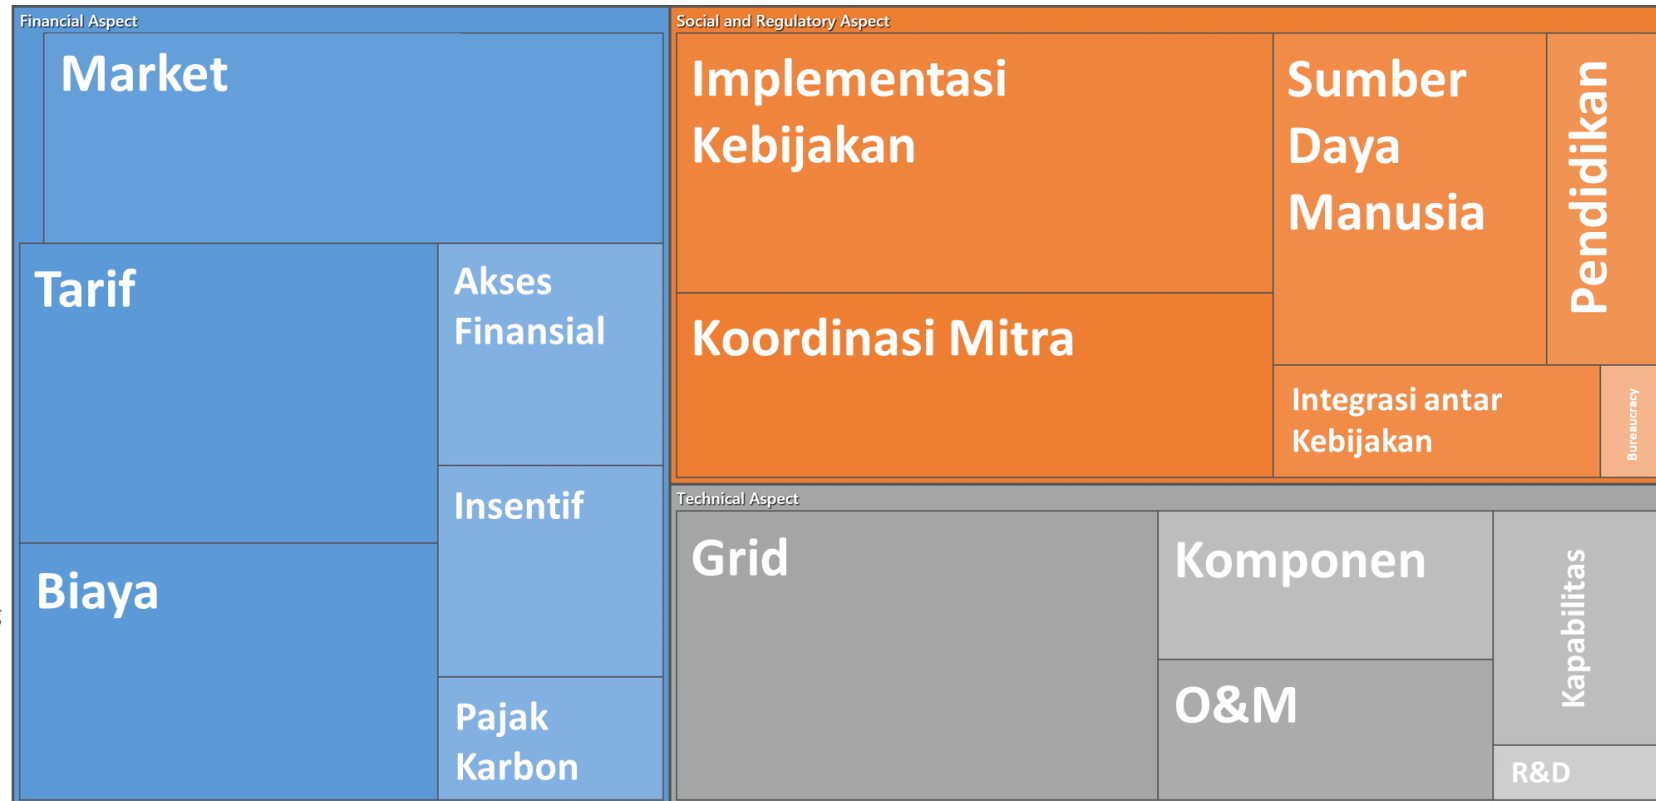 Financial Aspect
Market
Tarif
Akses
Finansial
Biaya
Insentif
Pajak
Karbon
Social and Regulatory Aspect
Implementasi
Kebijakan
Koordinasi Mitra
Sumber
Daya
Manusia
Pendidikan
Integrasi antar
Kebijakan
Bureaucracy
Technical Aspect
Grid
Komponen
O&M
Kapabilitas
R&D